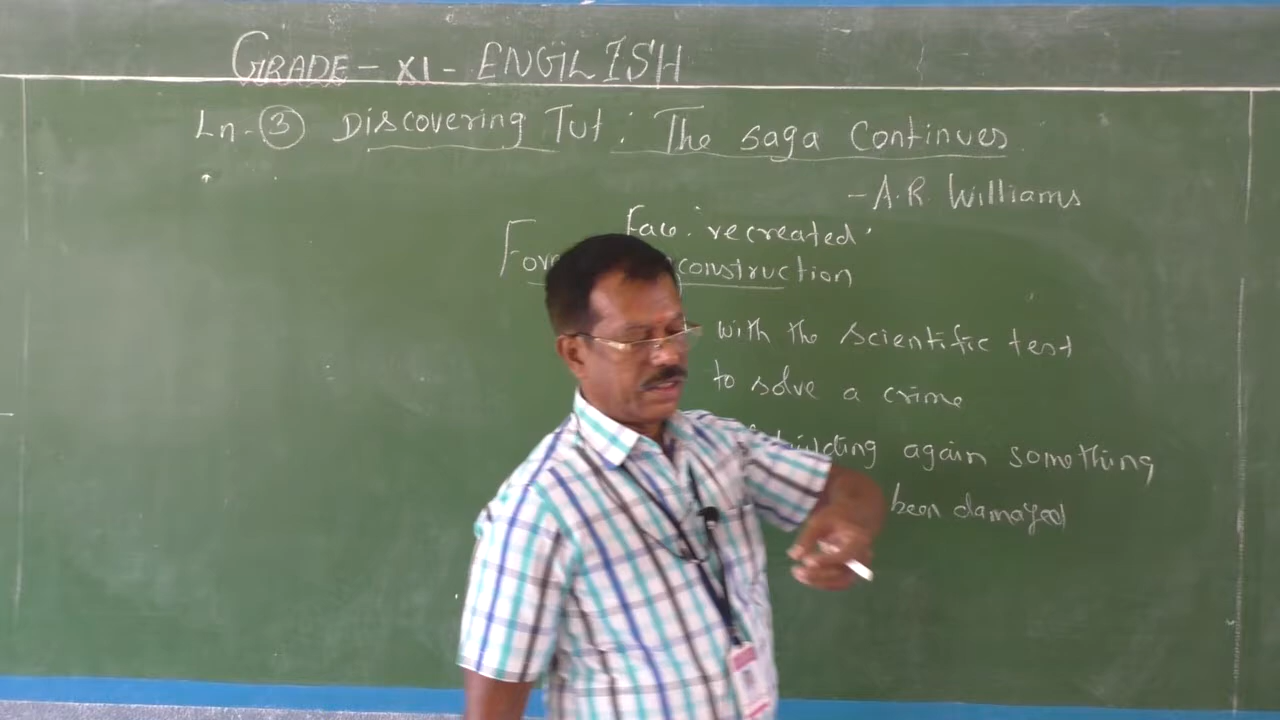 GRADE - XI - ENGLISH
Ln - 3 Discovering Tut : The saga Continues
- A.R. Williams
Face recreated
construction
with the scientific test
to solve a crime
building again something
been damaged